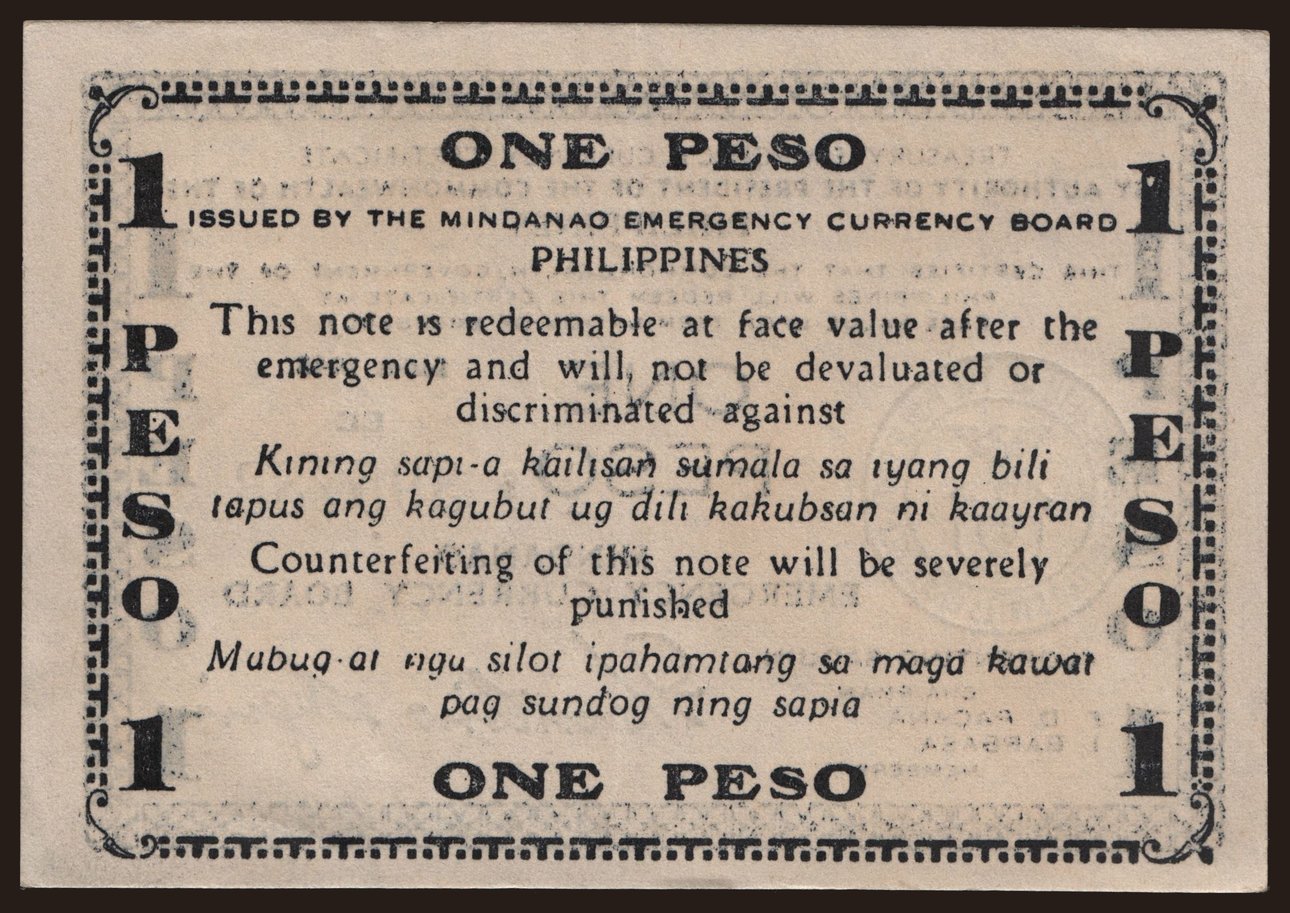 ONE PESO
1 1
ISSUED BY THE MINDANAO EMERGENCY CURRENCY BOARD
PHILIPPINES
This note is redeemable at face value after the
emergency and will, not be devaluated or
discriminated against
Kining sapi-a kailisan sumala sa iyang bili
tapus ang kagubut ug dili kakubsan ni kaayran
Counterfeiting of this note will be severely
punished
Mabug-at nga silot ipahamtang sa maga kawat
pag sundog ning sapia
PESO
PESO
1 1
ONE PESO